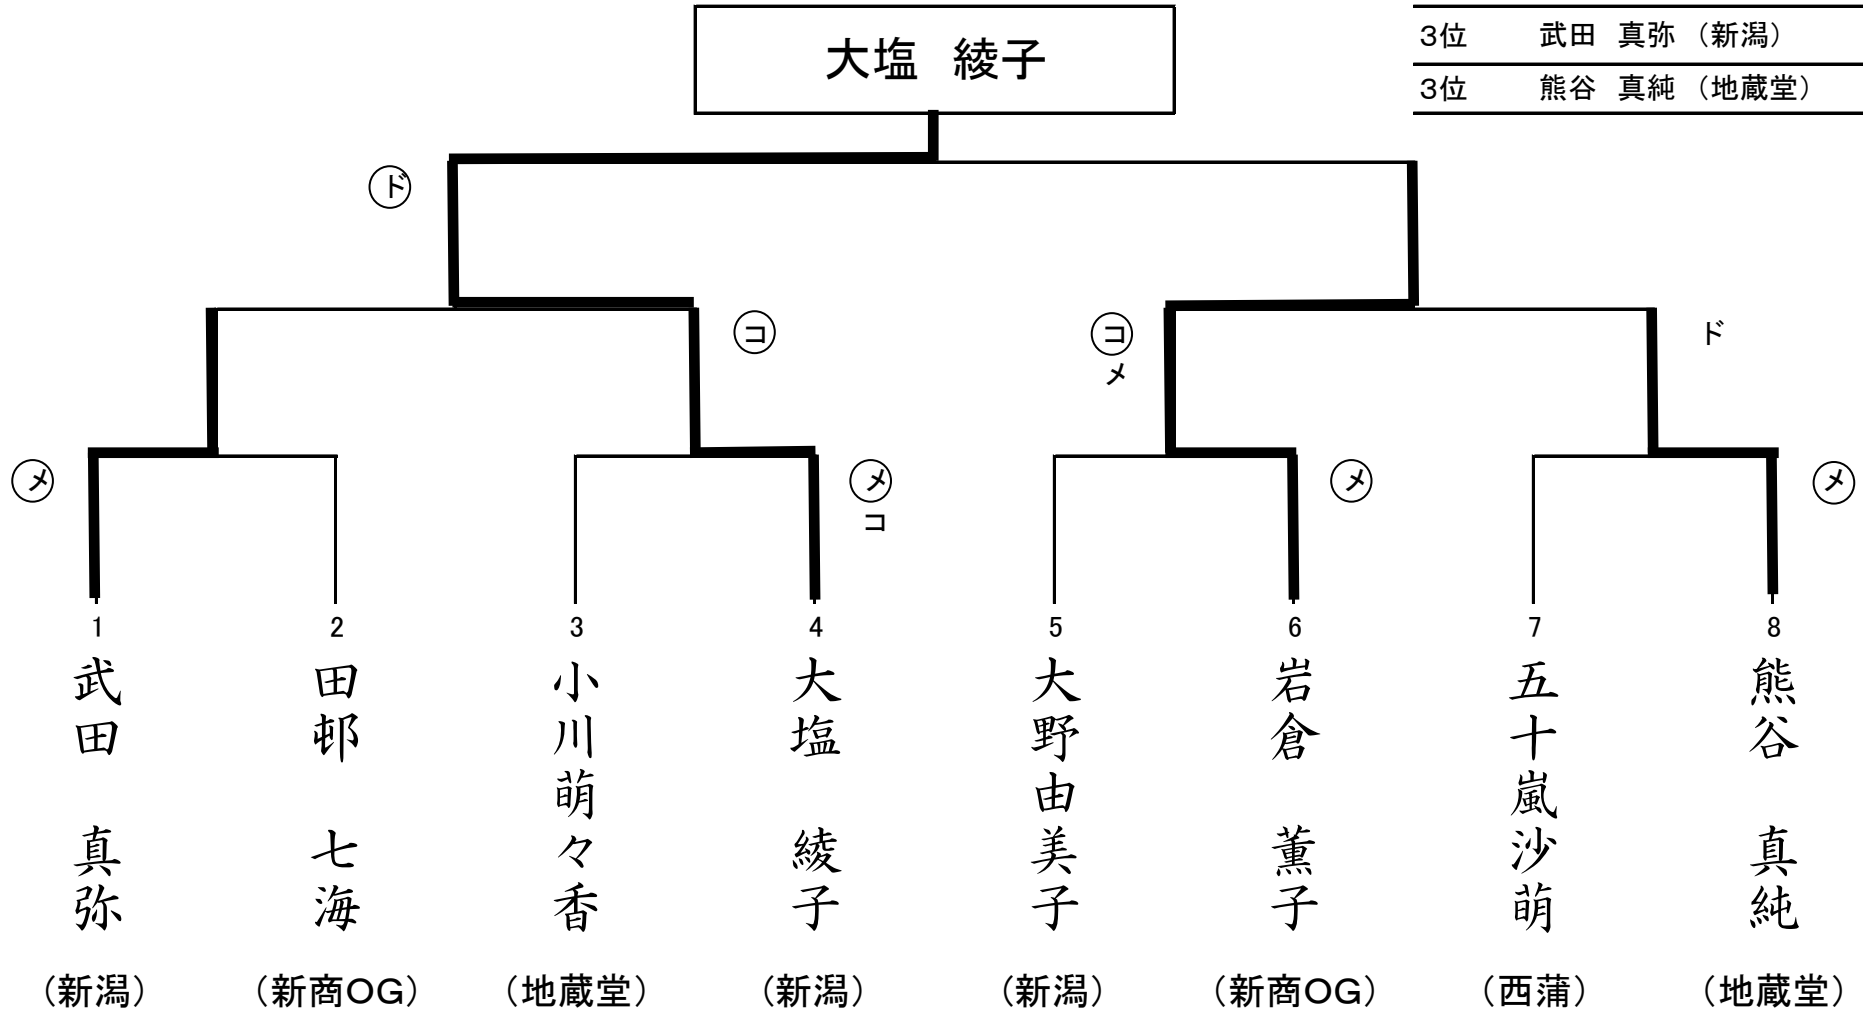 大塩　綾子
3位　武田　真弥　（新潟）
3位　熊谷　真純　（地蔵堂）
ド
コ
コ
メ
ド
メ
メ
コ
メ
メ
1
2
3
4
5
6
7
8
武田　真弥
田邨　七海
小川萌々香
大塩　綾子
大野由美子
岩倉　薫子
五十嵐沙萌
熊谷　真純
（新潟）
（新商OG）
（地蔵堂）
（新潟）
（新潟）
（新商OG）
（西蒲）
（地蔵堂）